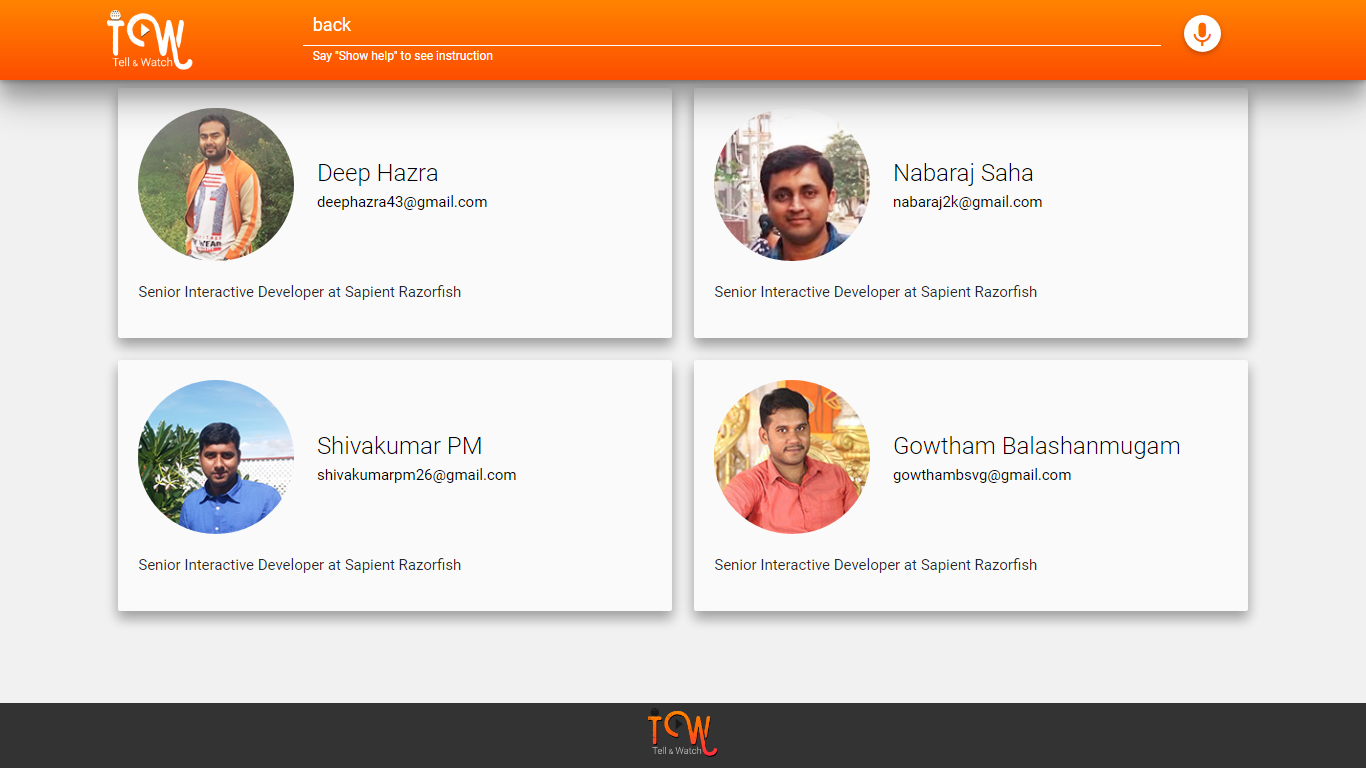 TOW
Tell & Watch
back
Say "Show help" to see instruction
Deep Hazra
deephazra43@gmail.com
Senior Interactive Developer at Sapient Razorfish
Nabaraj Saha
nabaraj2k@gmail.com
Senior Interactive Developer at Sapient Razorfish
Shivakumar PM
shivakumarpm26@gmail.com
Senior Interactive Developer at Sapient Razorfish
Gowtham Balashanmugam
gowthambsvg@gmail.com
Senior Interactive Developer at Sapient Razorfish
TOW
Tell & Watch